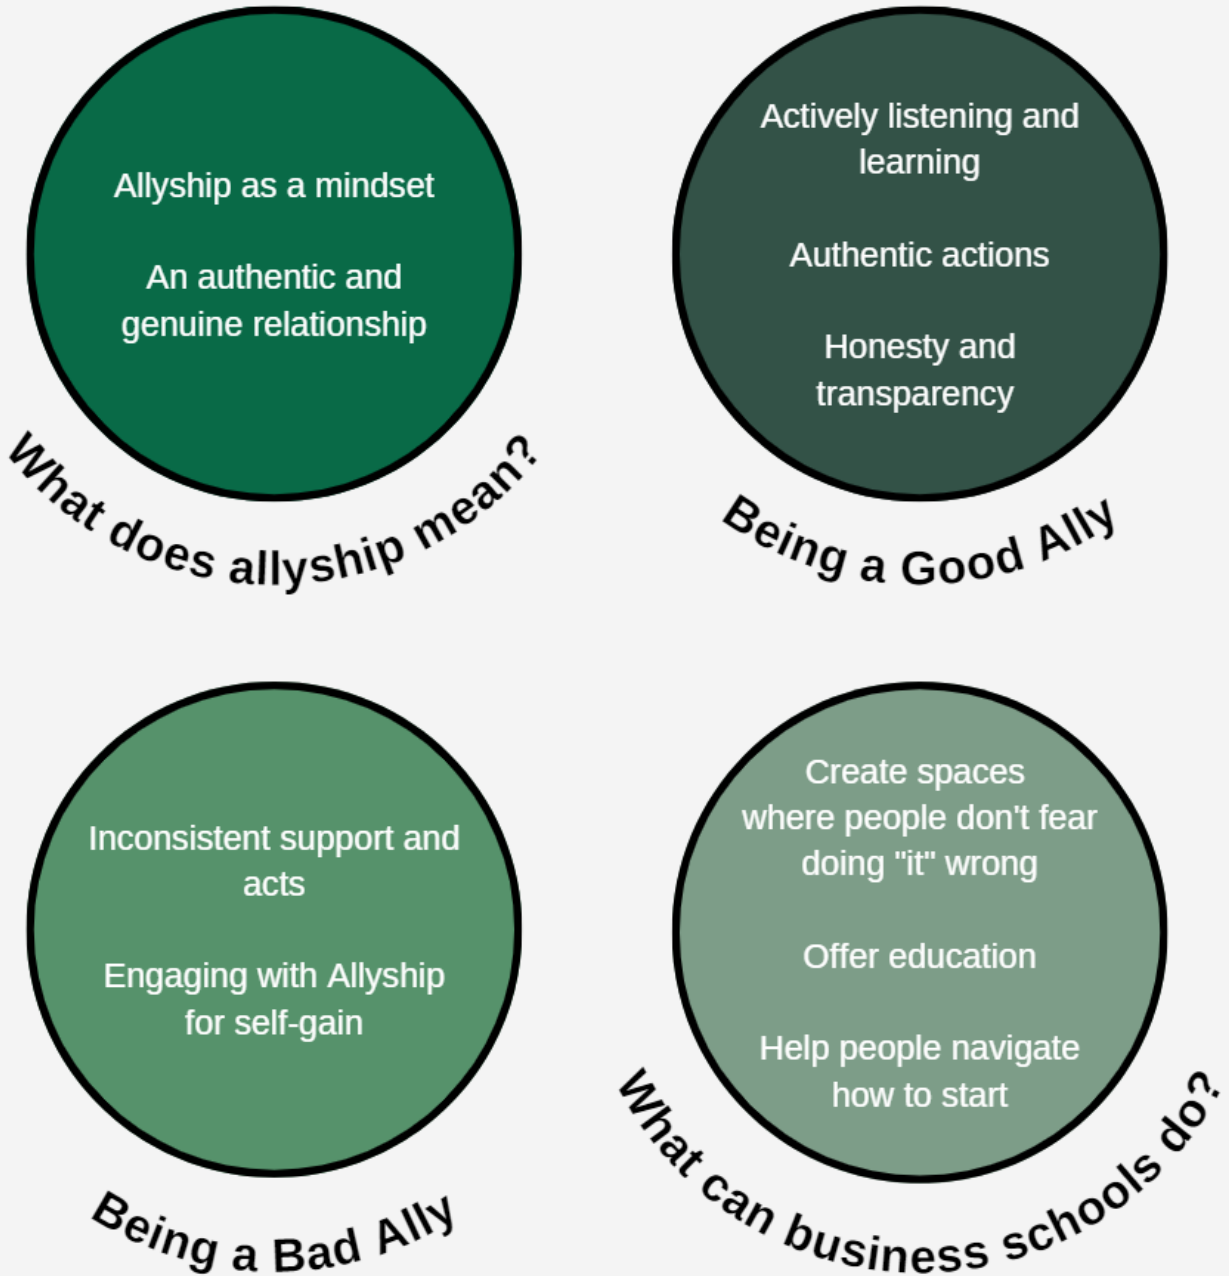 Allyship as a mindset
An authentic and
genuine relationship
What does allyship mean?
Actively listening and
learning
Authentic actions
Honesty and
transparency
Being a Good Ally
Inconsistent support and
acts
Engaging with Allyship
for self-gain
Being a Bad Ally
Create spaces
where people don't fear
doing "it" wrong
Offer education
Help people navigate
how to start
What can business schools do?